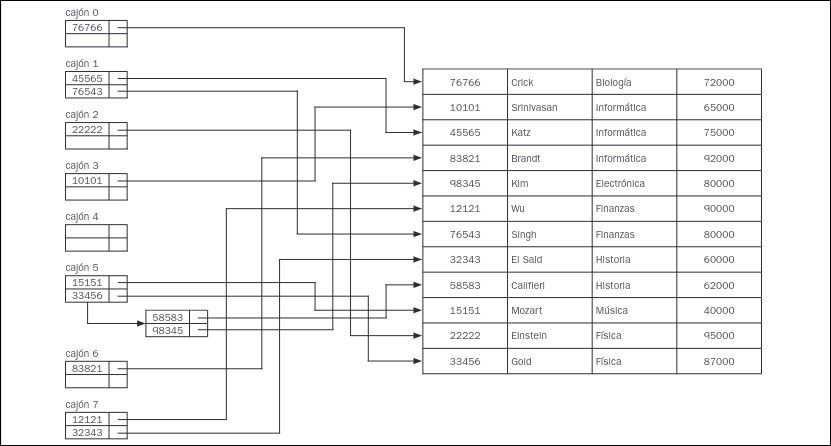 cajón 0
76766
cajón 1
45565
76543
cajón 2
22222
cajón 3
10101
cajón 4
cajón 5
15151
33456
58583
98345
cajón 6
83821
cajón 7
12121
32343
76766 Crick Biología 72000
10101 Srinivasan Informática 65000
45565 Katz Informática 75000
83821 Brandt Informática 92000
98345 Kim Electrónica 80000
12121 Wu Finanzas 90000
76543 Singh Finanzas 80000
32343 El Said Historia 60000
58583 Califieri Historia 62000
15151 Mozart Música 40000
22222 Einstein Física 95000
33456 Gold Física 87000